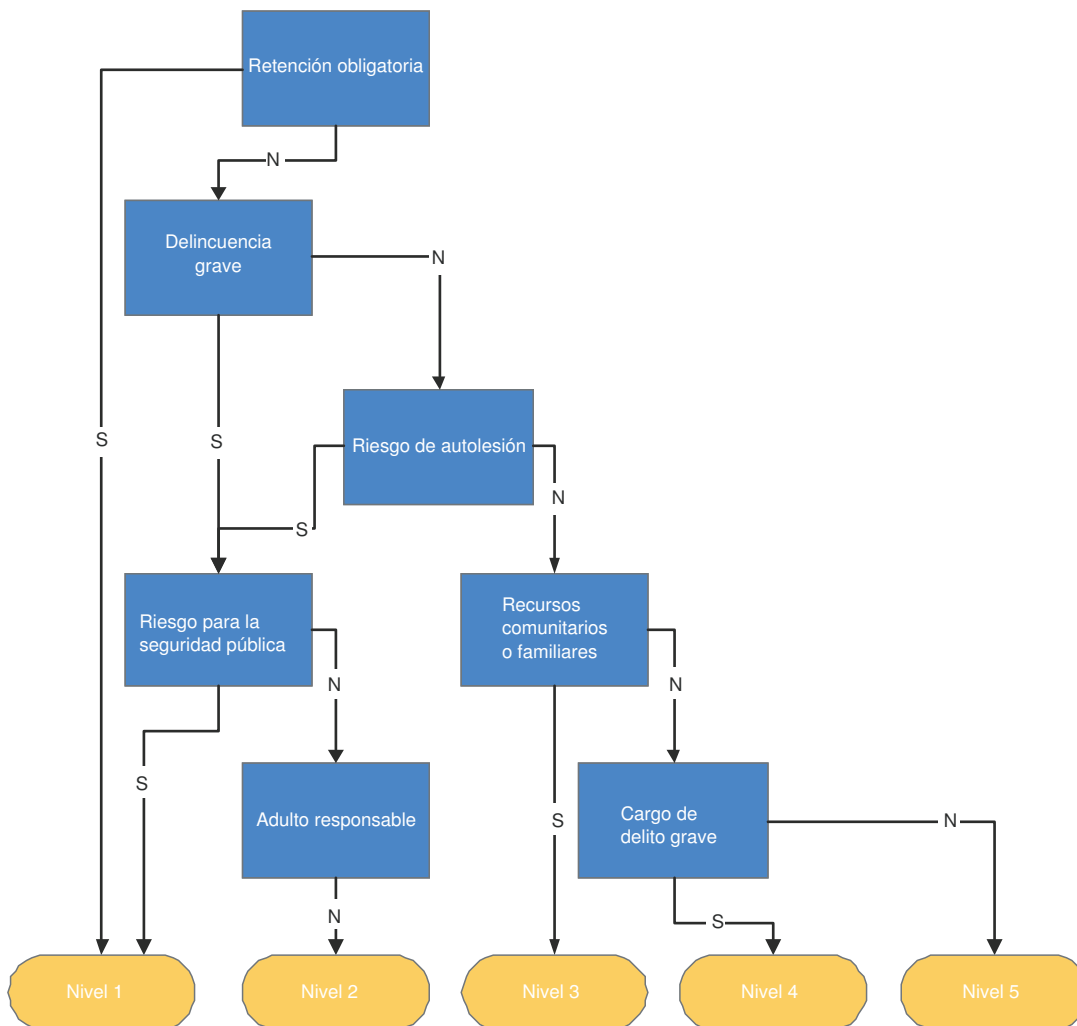 Retención obligatoria
N
Delincuencia
grave
N
S
S
Riesgo de autolesión
N
S
Riesgo para la
seguridad pública
Recursos
comunitarios
o familiares
N
N
S
Adulto responsable
S
Cargo de
delito grave
N
N
S
Nivel 1
Nivel 2
Nivel 3
Nivel 4
Nivel 5